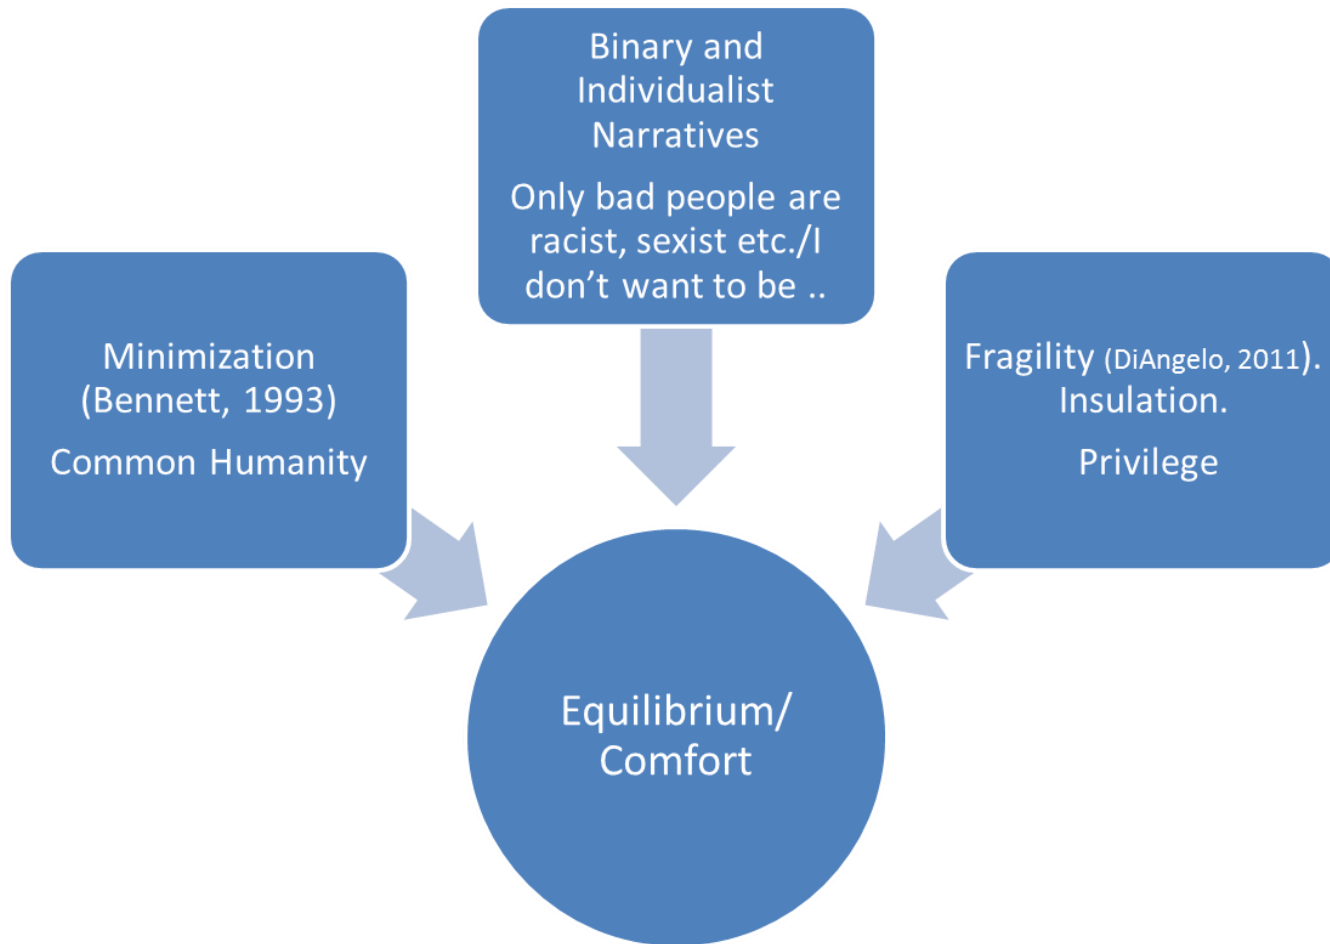 Binary and
Individualist
Narratives
Only bad people are
racist, sexist etc./I
don’t want to be ..
Minimization
(Bennett, 1993)
Common Humanity
Fragility (DiAngelo, 2011).
Insulation.
Privilege
Equilibrium/
Comfort